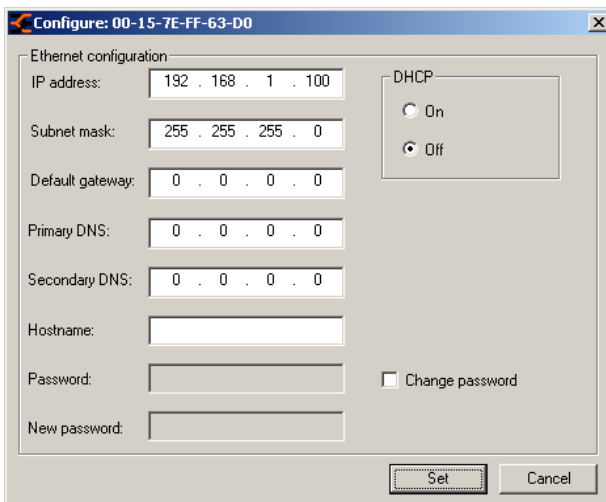 Configure: 00-15-7E-FF-63-D0
Ethernet configuration
IP address: 192 . 168 . 1 . 100
DHCP
On
Subnet mask: 255 . 255 . 255 . 0
Off
Default gateway: 0 . 0 . 0 . 0
Primary DNS: 0 . 0 . 0 . 0
Secondary DNS: 0 . 0 . 0 . 0
Hostname:
Password:
Change password
New password:
Set Cancel